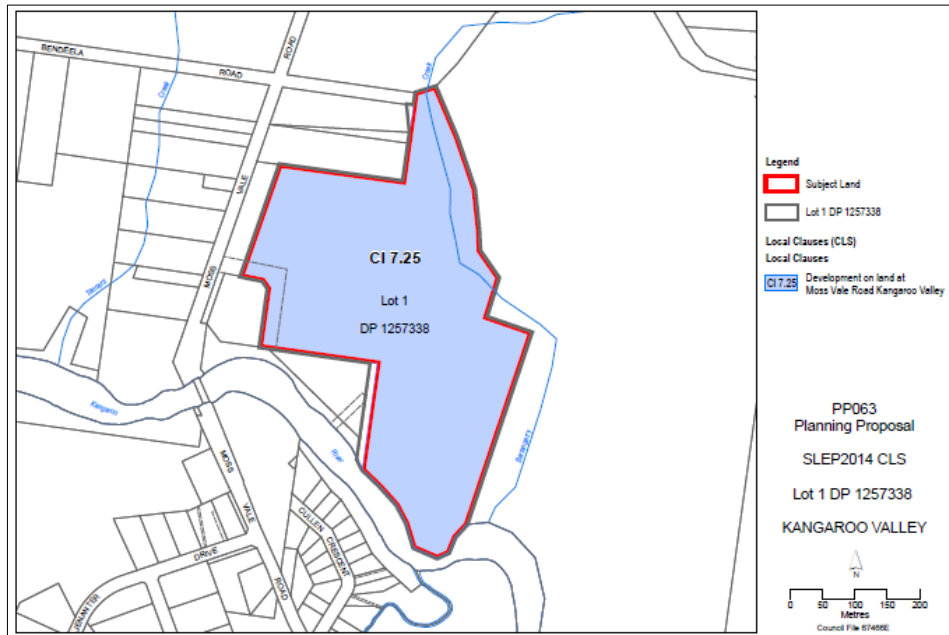 BENDEELA
ROAD
ROAD
VALE
MOSS
Creek
Creek
Legend
Subject Land
Lot 1 DP 1257338
Local Clauses (CLS)
Local Clauses
Cl 7.25
Development on land at
Moss Vale Road Kangaroo Valley
Cl 7.25
Lot 1
DP 1257338
Kangaroo
River
MOSS
VALE
ROAD
CULLEN
CRESCENT
DRIVE
PP063
Planning Proposal
SLEP2014 CLS
Lot 1 DP 1257338
KANGAROO VALLEY
N
0 50 100 150 200
Metres
Council File 67466E